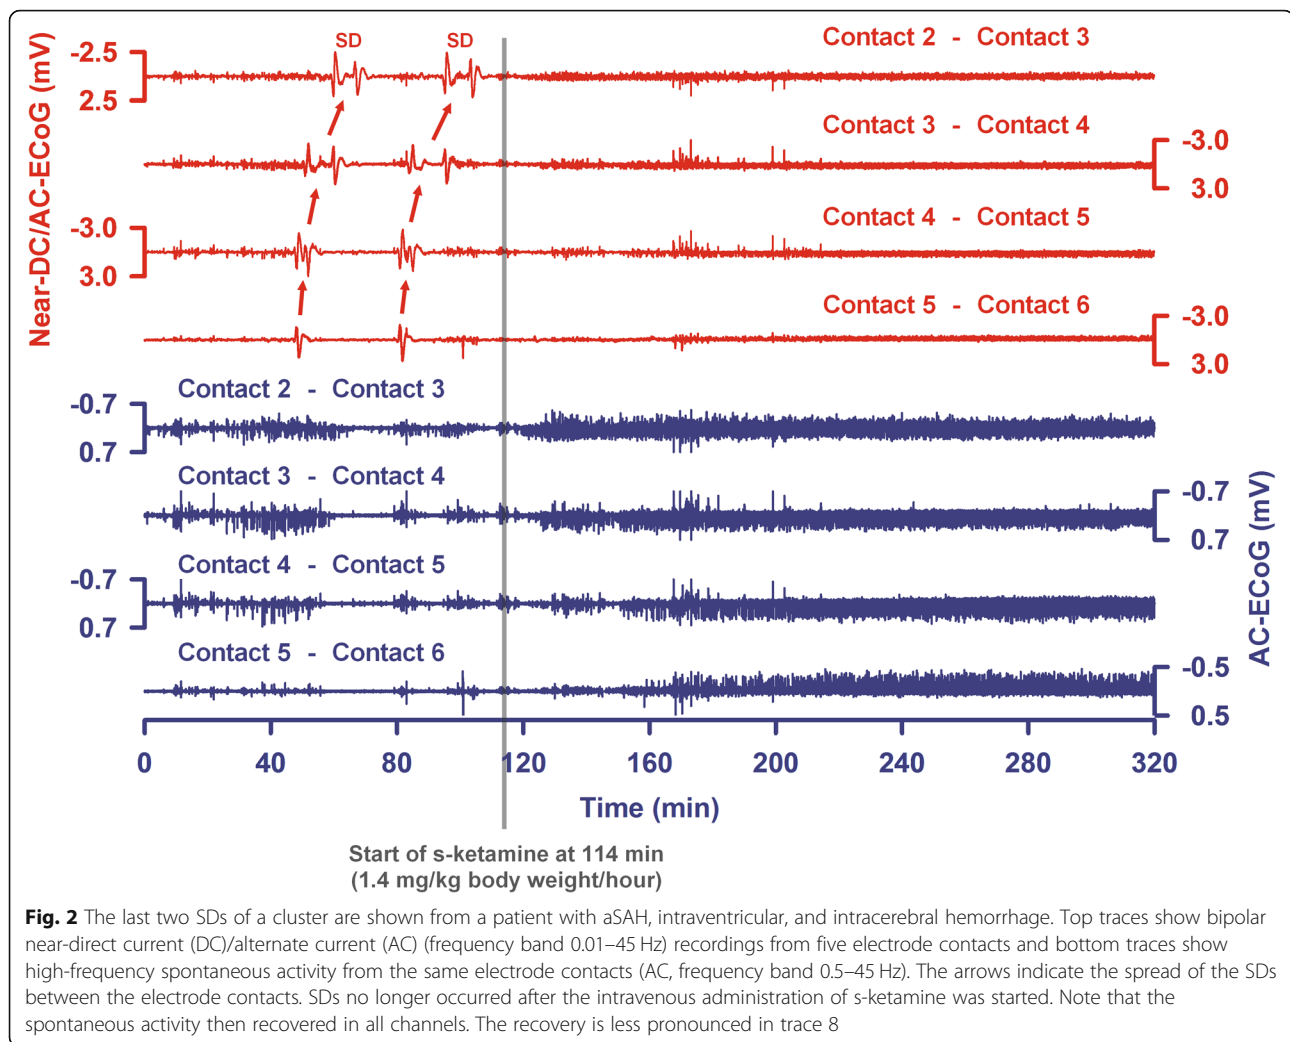 SD SD
Contact 2 - Contact 3
-2.5
2.5
Contact 3 - Contact 4
-3.0
3.0
Contact 4 - Contact 5
-3.0
3.0
Contact 5 - Contact 6
-3.0
3.0
Near-DC/AC-ECoG (mV)
Contact 2 - Contact 3
-0.7
0.7
Contact 3 - Contact 4
-0.7
0.7
Contact 4 - Contact 5
-0.7
0.7
Contact 5 - Contact 6
-0.5
0.5
AC-ECoG (mV)
0 40 80 120 160 200 240 280 320
Time (min)
Start of s-ketamine at 114 min
(1.4 mg/kg body weight/hour)
Fig. 2 The last two SDs of a cluster are shown from a patient with aSAH, intraventricular, and intracerebral hemorrhage. Top traces show bipolar
near-direct current (DC)/alternate current (AC) (frequency band 0.01–45 Hz) recordings from five electrode contacts and bottom traces show
high-frequency spontaneous activity from the same electrode contacts (AC, frequency band 0.5–45 Hz). The arrows indicate the spread of the SDs
between the electrode contacts. SDs no longer occurred after the intravenous administration of s-ketamine was started. Note that the
spontaneous activity then recovered in all channels. The recovery is less pronounced in trace 8